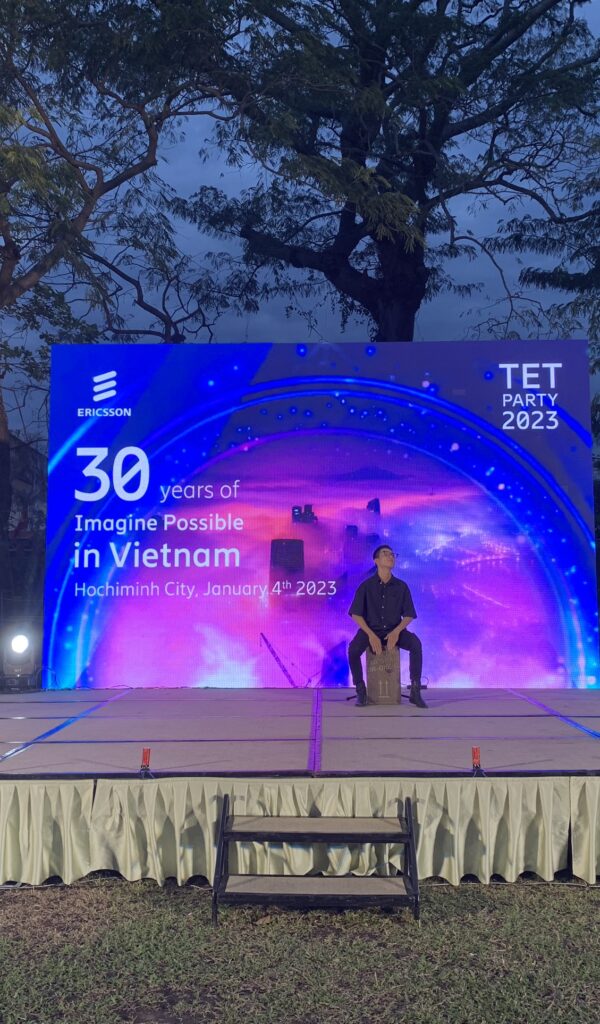 ERICSSON
TET
PARTY
2023
30 years of
Imagine Possible
in Vietnam
Hochiminh City, January 4th 2023